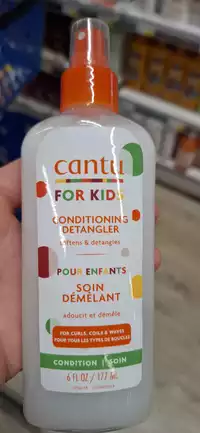 cantu
FOR KIDS
CONDITIONING
DETANGLER
softens & detangles
POUR ENFANTS
SOIN
DÉMÊLANT
adoucit et démêle
FOR CURLS, COILS & WAVES
POUR TOUS LES TYPES DE BOUCLES
CONDITION | SOIN
6 fl oz / 177 mL